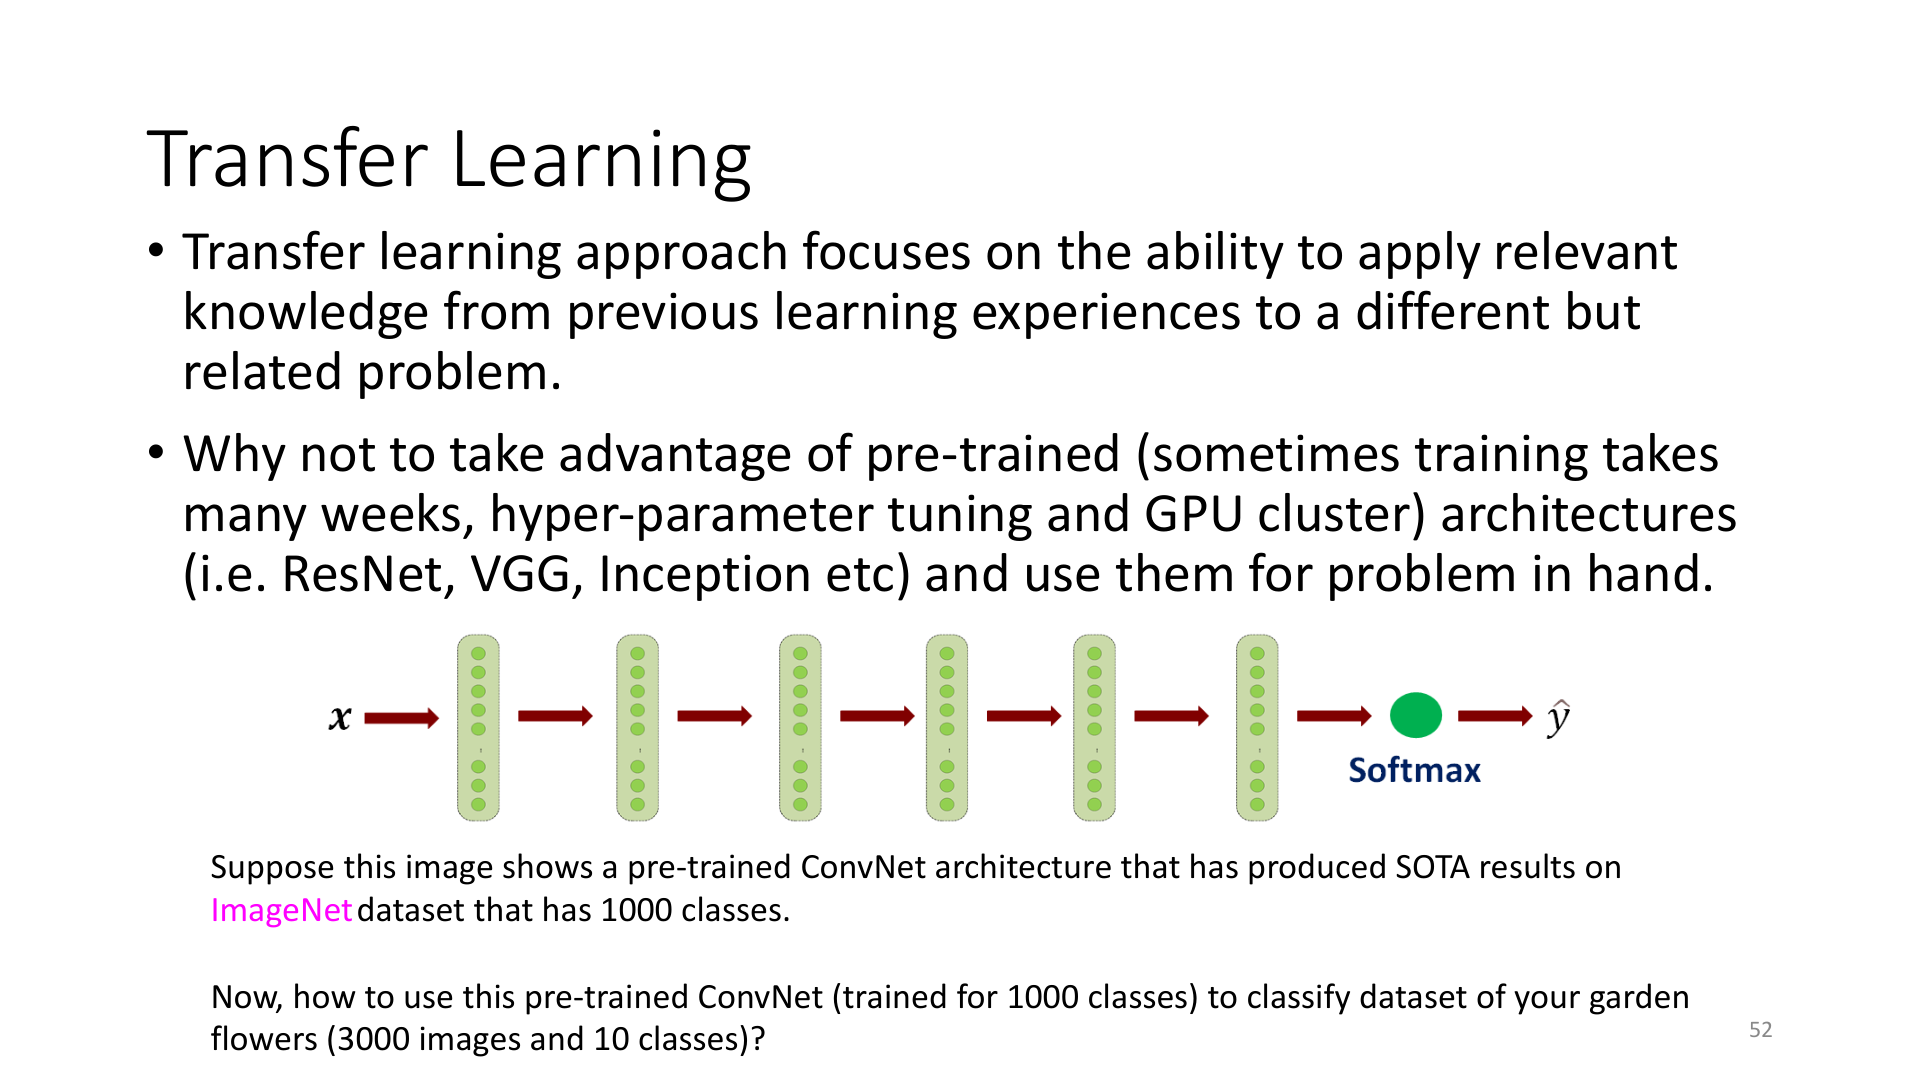 Transfer Learning
• Transfer learning approach focuses on the ability to apply relevant
knowledge from previous learning experiences to a different but
related problem.
• Why not to take advantage of pre-trained (sometimes training takes
many weeks, hyper-parameter tuning and GPU cluster) architectures
(i.e. ResNet, VGG, Inception etc) and use them for problem in hand.
x
ŷ
Softmax
Suppose this image shows a pre-trained ConvNet architecture that has produced SOTA results on
ImageNet dataset that has 1000 classes.
Now, how to use this pre-trained ConvNet (trained for 1000 classes) to classify dataset of your garden
flowers (3000 images and 10 classes)?
52